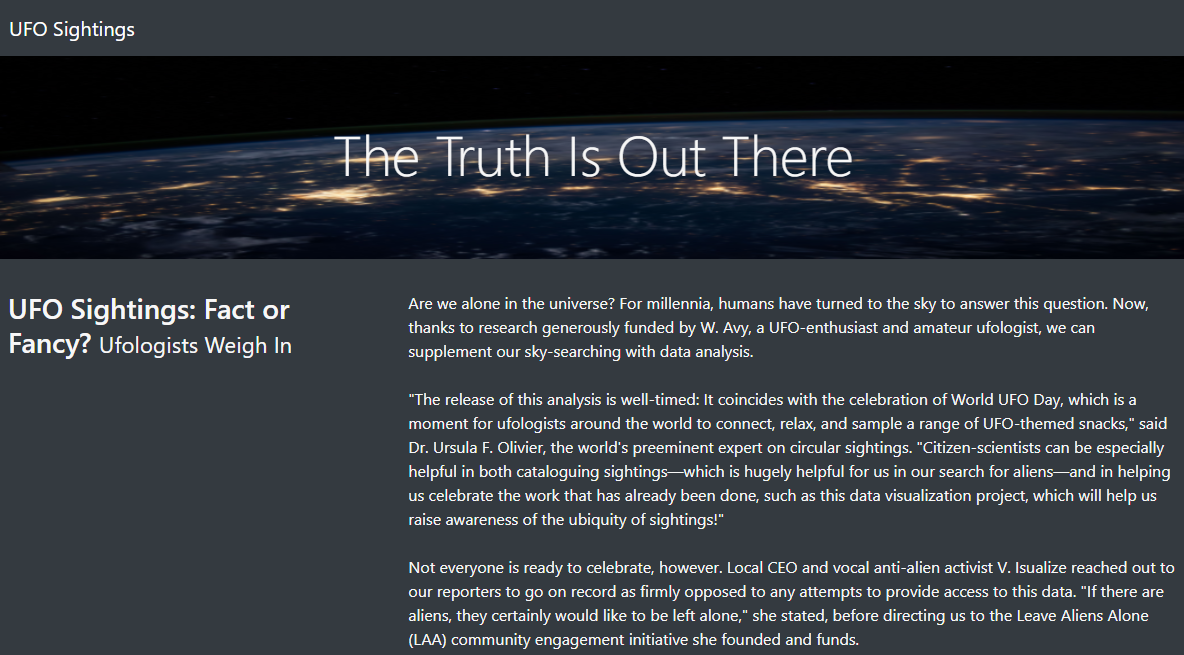 UFO Sightings
The Truth Is Out There
UFO Sightings: Fact or
Fancy? Ufologists Weigh In
Are we alone in the universe? For millennia, humans have turned to the sky to answer this question. Now,
thanks to research generously funded by W. Avy, a UFO-enthusiast and amateur ufologist, we can
supplement our sky-searching with data analysis.
"The release of this analysis is well-timed: It coincides with the celebration of World UFO Day, which is a
moment for ufologists around the world to connect, relax, and sample a range of UFO-themed snacks," said
Dr. Ursula F. Olivier, the world's preeminent expert on circular sightings. "Citizen-scientists can be especially
helpful in both cataloguing sightings—which is hugely helpful for us in our search for aliens—and in helping
us celebrate the work that has already been done, such as this data visualization project, which will help us
raise awareness of the ubiquity of sightings!"
Not everyone is ready to celebrate, however. Local CEO and vocal anti-alien activist V. Isualize reached out to
our reporters to go on record as firmly opposed to any attempts to provide access to this data. "If there are
aliens, they certainly would like to be left alone," she stated, before directing us to the Leave Aliens Alone
(LAA) community engagement initiative she founded and funds.